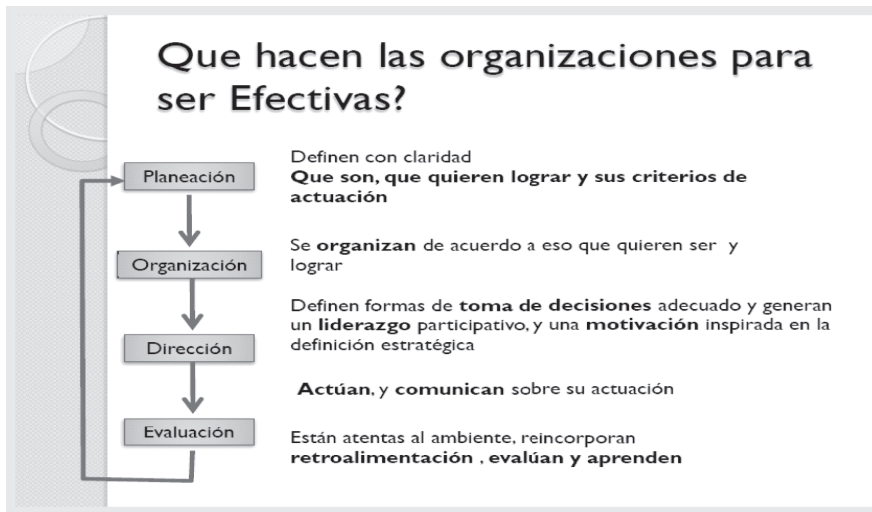 Que hacen las organizaciones para
ser Efectivas?
Planeación
Definen con claridad
Que son, que quieren lograr y sus criterios de
actuación
Organización
Se organizan de acuerdo a eso que quieren ser y
lograr
Dirección
Definen formas de toma de decisiones adecuado y generan
un liderazgo participativo, y una motivación inspirada en la
definición estratégica
Actúan, y comunican sobre su actuación
Evaluación
Están atentas al ambiente, reincorporan
retroalimentación , evalúan y aprenden